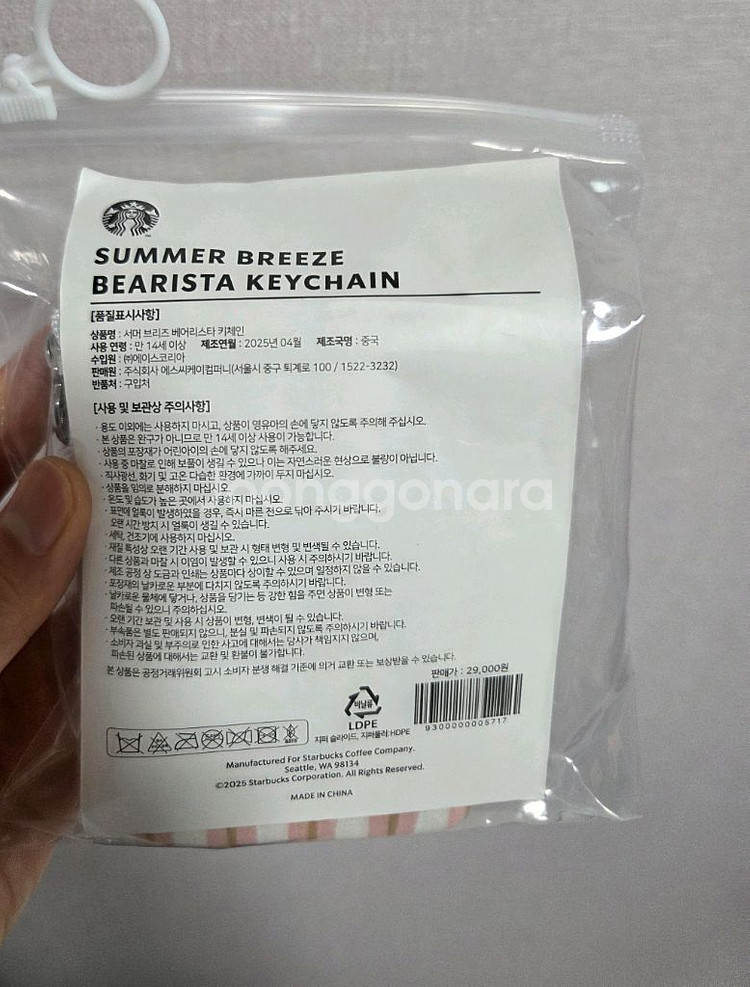 SUMMER BREEZE
BEARISTA KEYCHAIN
[품질표시사항]
상품명 : 서머 브리즈 베어리스타 키체인
사용 연령 : 만 14세 이상 제조연월 : 2025년 04월 제조국명 : 중국
수입원 : ㈜에이스코리아
판매원 : 주식회사 에스씨케이컴퍼니(서울시 중구 퇴계로 100 / 1522-3232)
반품처 : 구입처
[사용 및 보관상 주의사항]
· 용도 이외에는 사용하지 마시고, 상품이 영유아의 손에 닿지 않도록 주의해 주십시오.
· 본 상품은 완구가 아니므로 만 14세 이상 사용이 가능합니다.
· 상품의 포장재가 어린아이의 손에 닿지 않도록 해주세요.
· 사용 중 마찰로 인해 보풀이 생길 수 있으나 이는 자연스러운 현상으로 불량이 아닙니다.
· 직사광선, 화기 및 고온 다습한 환경에 가까이 두지 마십시오.
· 상품을 임의로 분해하지 마십시오.
· 온도 및 습도가 높은 곳에서 사용하지 마십시오.
· 표면에 얼룩이 발생하였을 경우, 즉시 마른 천으로 닦아 주시기 바랍니다.
오랜 시간 방치 시 얼룩이 생길 수 있습니다.
· 세탁, 건조기에 사용하지 마십시오.
· 재질 특성상 오랜 기간 사용 및 보관 시 형태 변형 및 변색될 수 있습니다.
· 다른 상품과 마찰 시 이염이 발생할 수 있으니 사용 시 주의하시기 바랍니다.
· 제조 공정 상 도금과 인쇄는 상품마다 상이할 수 있으며 일정하지 않을 수 있습니다.
· 포장재의 날카로운 부분에 다치지 않도록 주의하시기 바랍니다.
· 날카로운 물체에 닿거나, 상품을 당기는 등 강한 힘을 주면 상품이 변형 또는
파손될 수 있으니 주의하십시오.
· 오랜 기간 보관 및 사용 시 상품이 변형, 변색이 될 수 있습니다.
· 부속품은 별도 판매되지 않으니, 분실 및 파손되지 않도록 주의하시기 바랍니다.
· 소비자 과실 및 부주의로 인한 사고에 대해서는 당사가 책임지지 않으며,
파손된 상품에 대해서는 교환 및 환불이 불가합니다.
본 상품은 공정거래위원회 고시 소비자 분쟁 해결 기준에 의거 교환 또는 보상받을 수 있습니다.
판매가 : 29,000원
9300000005717
비닐류
LDPE
지퍼 슬라이드, 지퍼풀러:HDPE
Manufactured For Starbucks Coffee Company.
Seattle, WA 98134
©2025 Starbucks Corporation. All Rights Reserved.
MADE IN CHINA